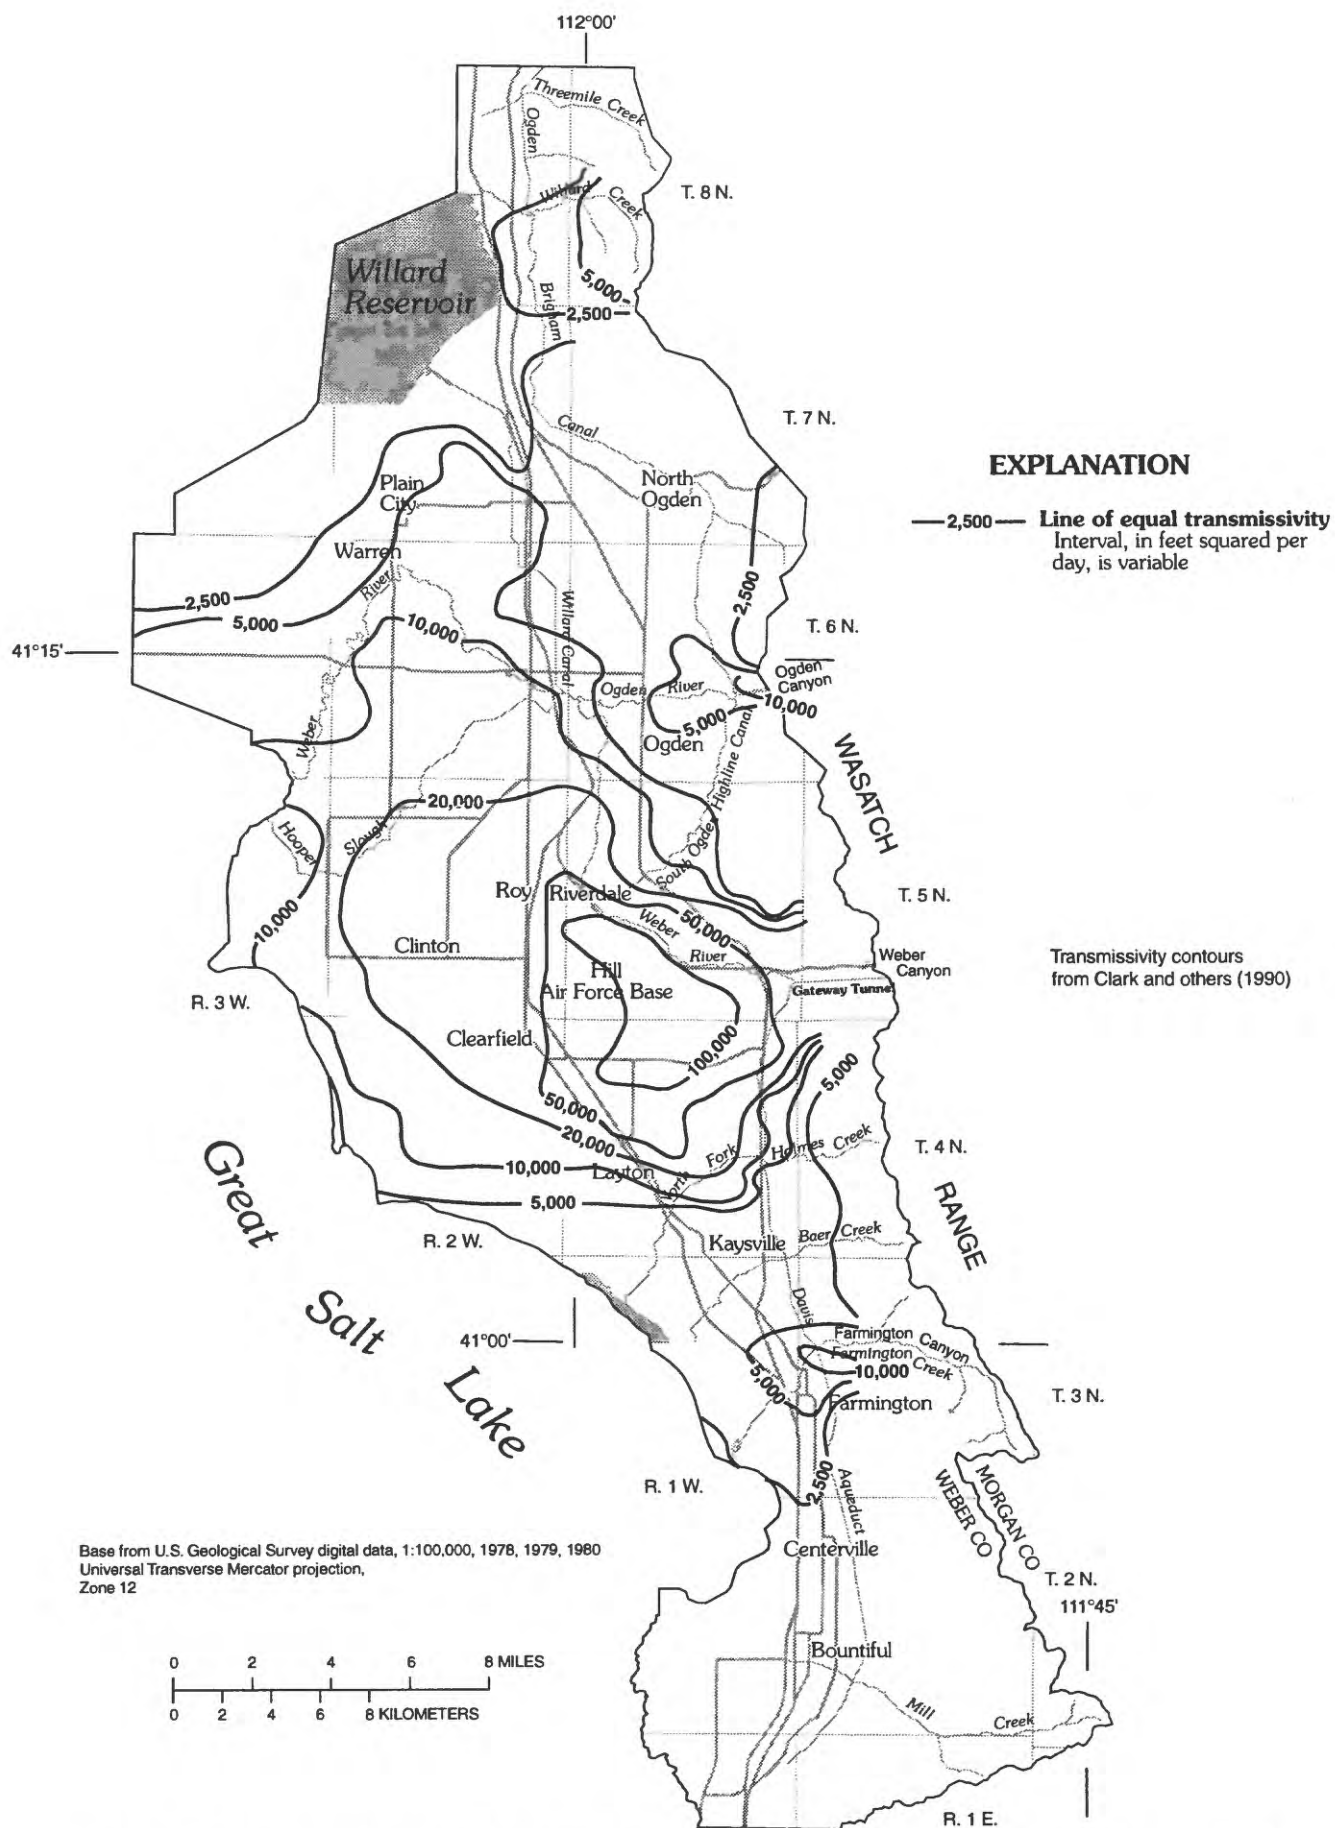 112°00'
Threemile Creek
Ogden
Willard Creek
T. 8 N.
Willard
Reservoir
5,000
Brigham
2,500
T. 7 N.
Canal
EXPLANATION
North
Ogden
Plain
City
2,500 Line of equal transmissivity
Interval, in feet squared per
day, is variable
Warren
River
2,500
2,500
5,000
10,000
Willard Canal
T. 6 N.
41°15'
Ogden
Canyon
Ogden River
10,000
5,000
Weber
Ogden
WASATCH
South Ogden Highline Canal
20,000
Hooper
Slough
Roy
Riverdale
T. 5 N.
10,000
50,000
Weber
River
Clinton
Weber
Canyon
Transmissivity contours
from Clark and others (1990)
Hill
Air Force Base
Gateway Tunnel
R. 3 W.
Clearfield
100,000
5,000
50,000
20,000
North Fork Holmes Creek
T. 4 N.
Great
10,000
Layton
5,000
RANGE
R. 2 W.
Kaysville
Baer Creek
Salt
Davis
41°00'
Farmington Canyon
Farmington
Creek
10,000
5,000
T. 3 N.
Farmington
Lake
2,500
Aqueduct
R. 1 W.
MORGAN CO
WEBER CO
Centerville
Base from U.S. Geological Survey digital data, 1:100,000, 1978, 1979, 1980
Universal Transverse Mercator projection,
Zone 12
T. 2 N.
111°45'
Bountiful
0 2 4 6 8 MILES
0 2 4 6 8 KILOMETERS
Mill Creek
R. 1 E.